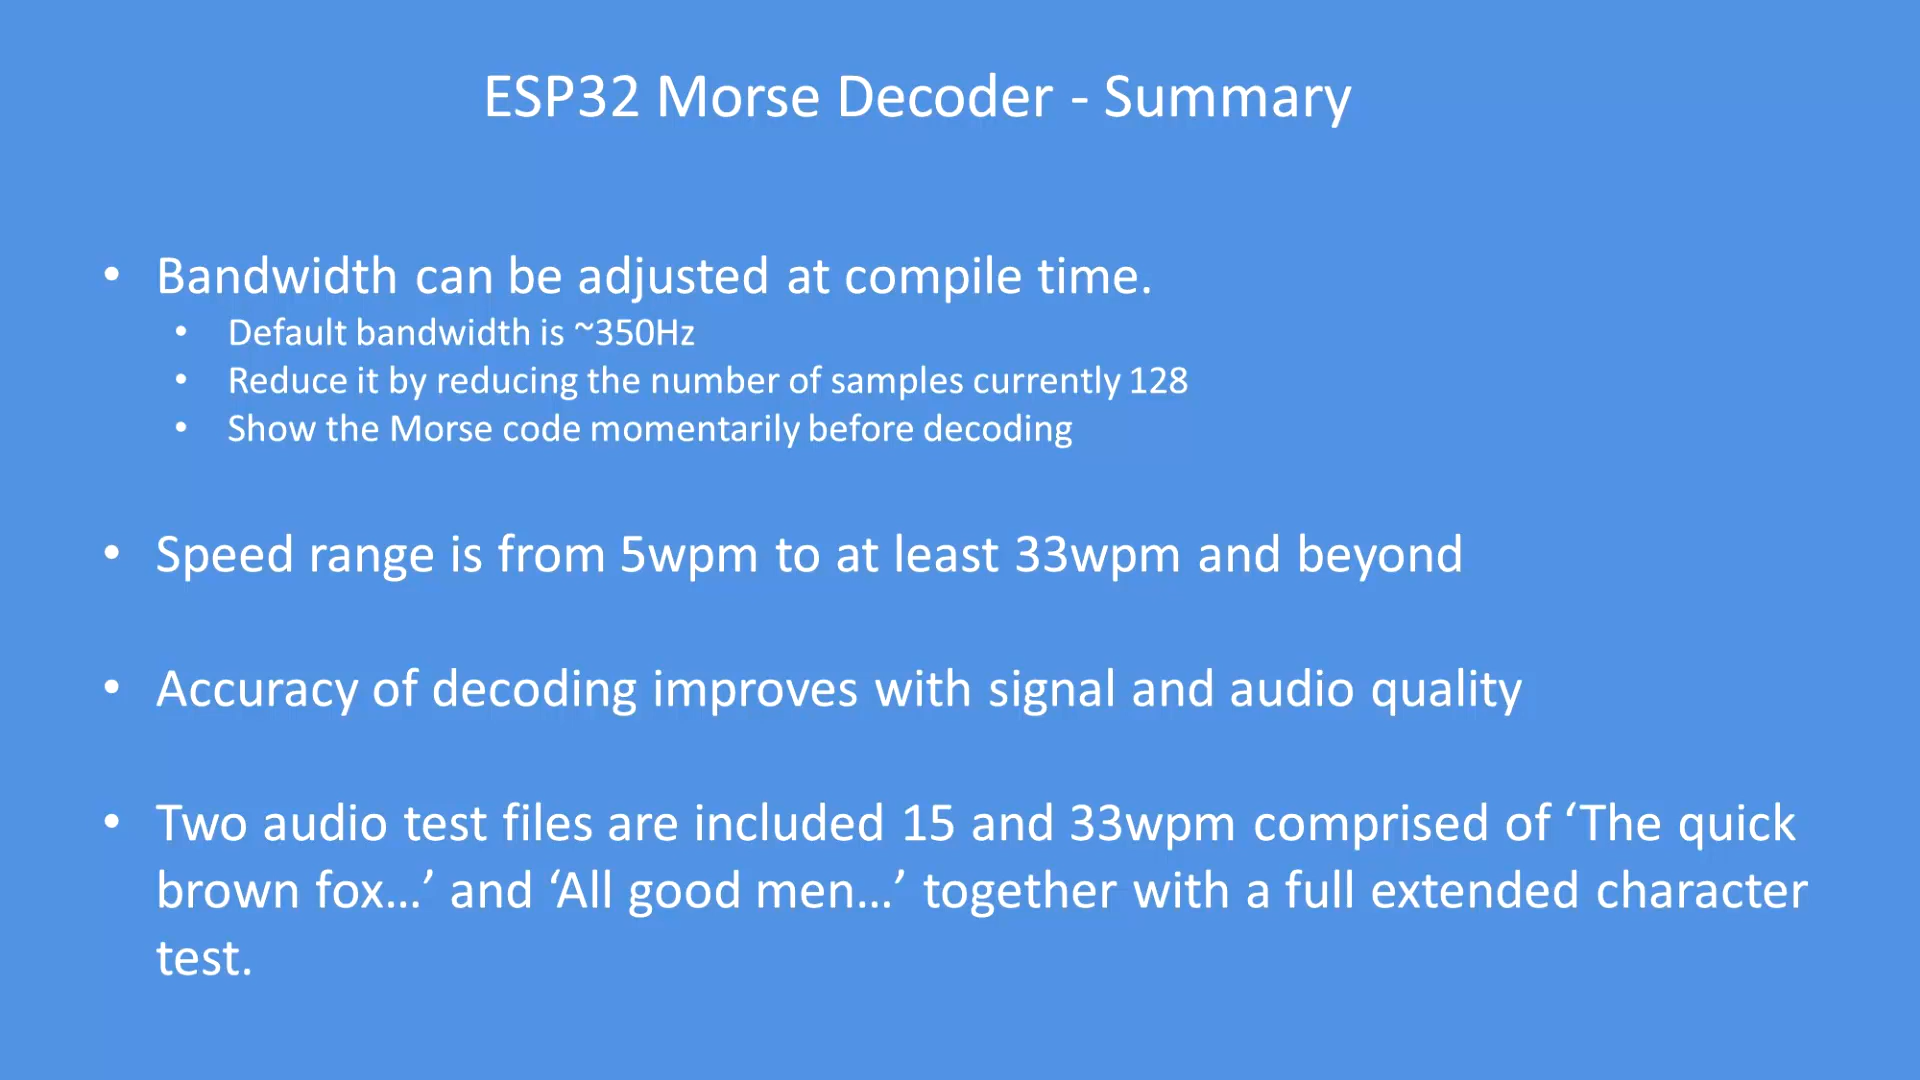 ESP32 Morse Decoder - Summary
• Bandwidth can be adjusted at compile time.
• Default bandwidth is ~350Hz
• Reduce it by reducing the number of samples currently 128
• Show the Morse code momentarily before decoding
• Speed range is from 5wpm to at least 33wpm and beyond
• Accuracy of decoding improves with signal and audio quality
• Two audio test files are included 15 and 33wpm comprised of ‘The quick
brown fox…’ and ‘All good men…’ together with a full extended character
test.